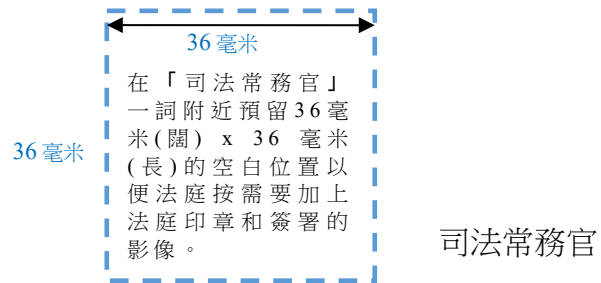 36 毫米
在「司法常務官」
一詞附近預留36毫
米(闊) x 36 毫米
(長)的空白位置以
便法庭按需要加上
法庭印章和簽署的
影像。
36 毫米
司法常務官